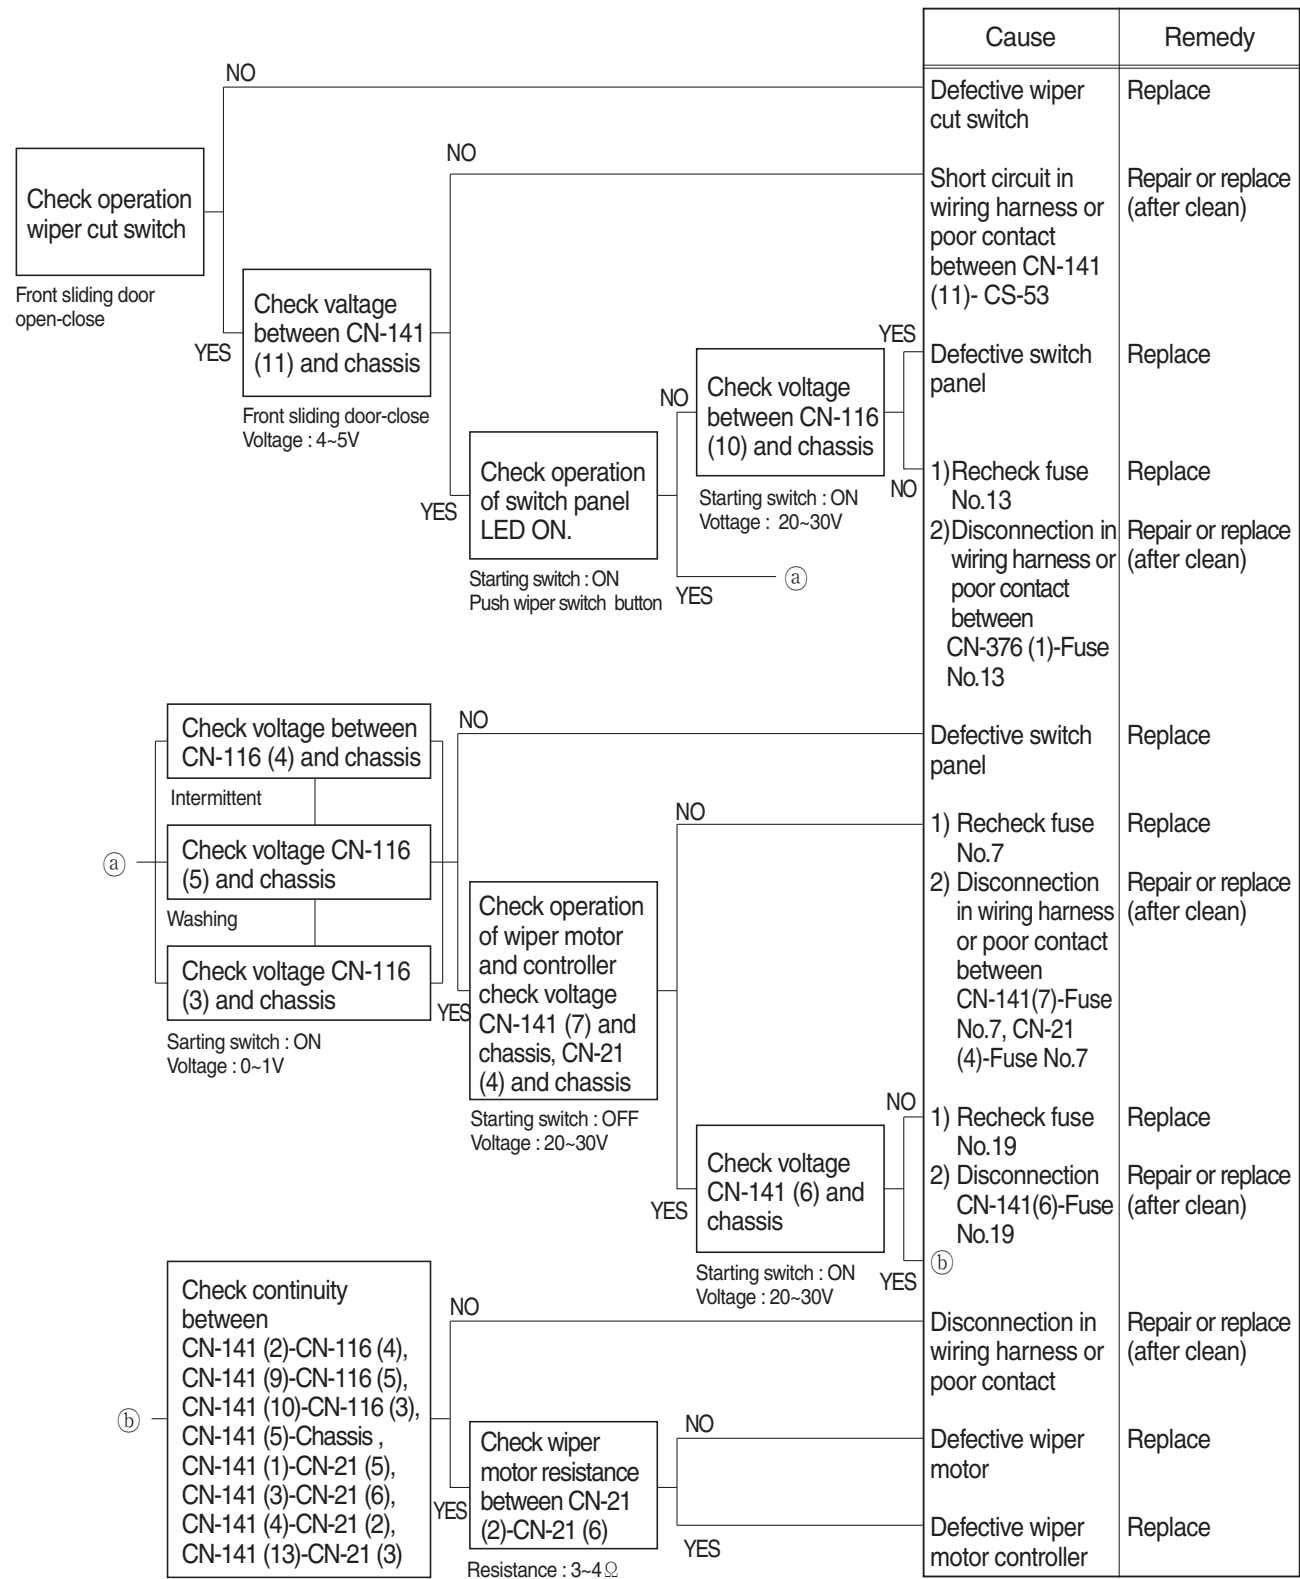 Cause
Remedy
NO
Defective wiper
cut switch
Replace
Check operation
wiper cut switch
Front sliding door
open-close
NO
Short circuit in
wiring harness or
poor contact
between CN-141
(11)- CS-53
Repair or replace
(after clean)
YES
Check valtage
between CN-141
(11) and chassis
Front sliding door-close
Voltage : 4~5V
YES
Defective switch
panel
Replace
NO
Check voltage
between CN-116
(10) and chassis
Starting switch : ON
Vottage : 20~30V
NO
1)Recheck fuse
No.13
Replace
2)Disconnection in
wiring harness or
poor contact
between
CN-376 (1)-Fuse
No.13
Repair or replace
(after clean)
YES
Check operation
of switch panel
LED ON.
Starting switch : ON
Push wiper switch button
YES
ⓐ
Check voltage between
CN-116 (4) and chassis
Intermittent
ⓐ
Check voltage CN-116
(5) and chassis
Washing
Check voltage CN-116
(3) and chassis
Sarting switch : ON
Voltage : 0~1V
NO
Defective switch
panel
Replace
YES
Check operation
of wiper motor
and controller
check voltage
CN-141 (7) and
chassis, CN-21
(4) and chassis
Starting switch : OFF
Voltage : 20~30V
NO
1) Recheck fuse
No.7
Replace
2) Disconnection
in wiring harness
or poor contact
between
CN-141(7)-Fuse
No.7, CN-21
(4)-Fuse No.7
Repair or replace
(after clean)
YES
Check voltage
CN-141 (6) and
chassis
Starting switch : ON
Voltage : 20~30V
NO
1) Recheck fuse
No.19
Replace
2) Disconnection
CN-141(6)-Fuse
No.19
Repair or replace
(after clean)
YES
ⓑ
ⓑ
Check continuity
between
CN-141 (2)-CN-116 (4),
CN-141 (9)-CN-116 (5),
CN-141 (10)-CN-116 (3),
CN-141 (5)-Chassis ,
CN-141 (1)-CN-21 (5),
CN-141 (3)-CN-21 (6),
CN-141 (4)-CN-21 (2),
CN-141 (13)-CN-21 (3)
NO
Disconnection in
wiring harness or
poor contact
Repair or replace
(after clean)
YES
Check wiper
motor resistance
between CN-21
(2)-CN-21 (6)
Resistance : 3~4Ω
NO
Defective wiper
motor
Replace
YES
Defective wiper
motor controller
Replace